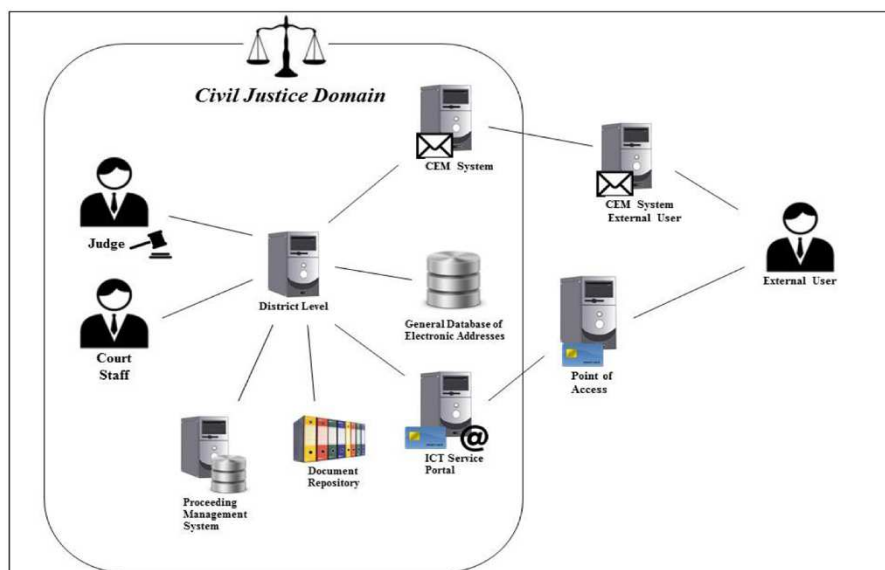 Civil Justice Domain
CEM System
CEM System
External User
Judge
External User
District Level
General Database of
Electronic Addresses
Court
Staff
Point of
Access
@
ICT Service
Portal
Document
Repository
Proceeding
Management
System